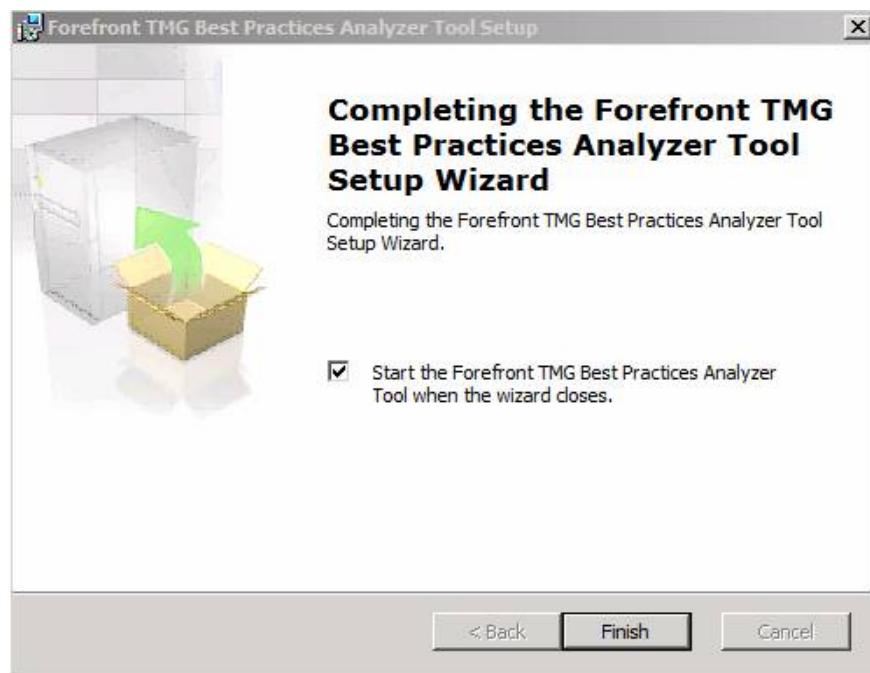 Forefront TMG Best Practices Analyzer Tool Setup
Completing the Forefront TMG
Best Practices Analyzer Tool
Setup Wizard
Completing the Forefront TMG Best Practices Analyzer Tool
Setup Wizard.
Start the Forefront TMG Best Practices Analyzer
Tool when the wizard closes.
< Back
Finish
Cancel